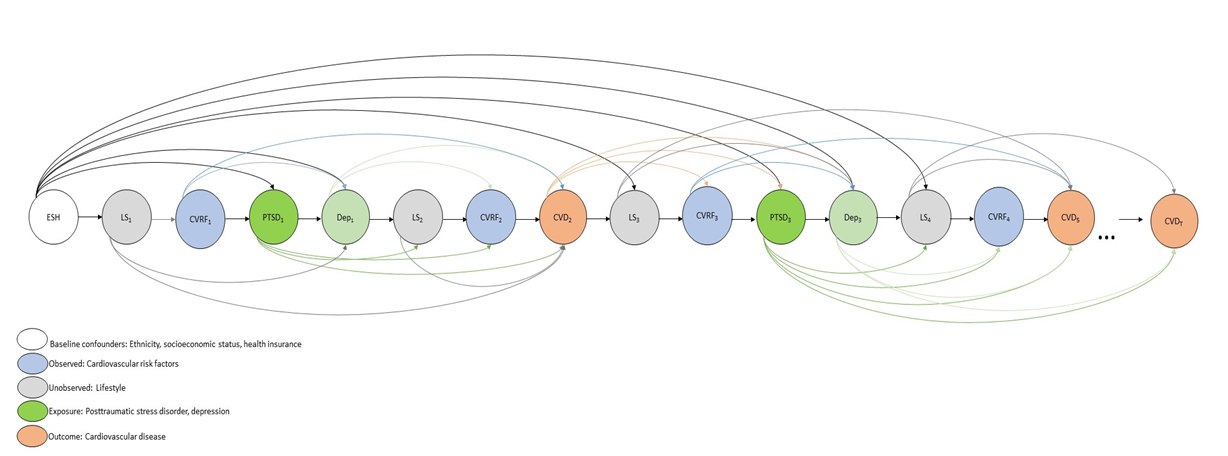 ESH LS1 CVRF1 PTSD1 Dep1 LS2 CVRF2 CVD2 LS3 CVRF3 PTSD3 Dep3 LS4 CVRF4 CVD5 ... CVDT
Baseline confounders: Ethnicity, socioeconomic status, health insurance
Observed: Cardiovascular risk factors
Unobserved: Lifestyle
Exposure: Posttraumatic stress disorder, depression
Outcome: Cardiovascular disease